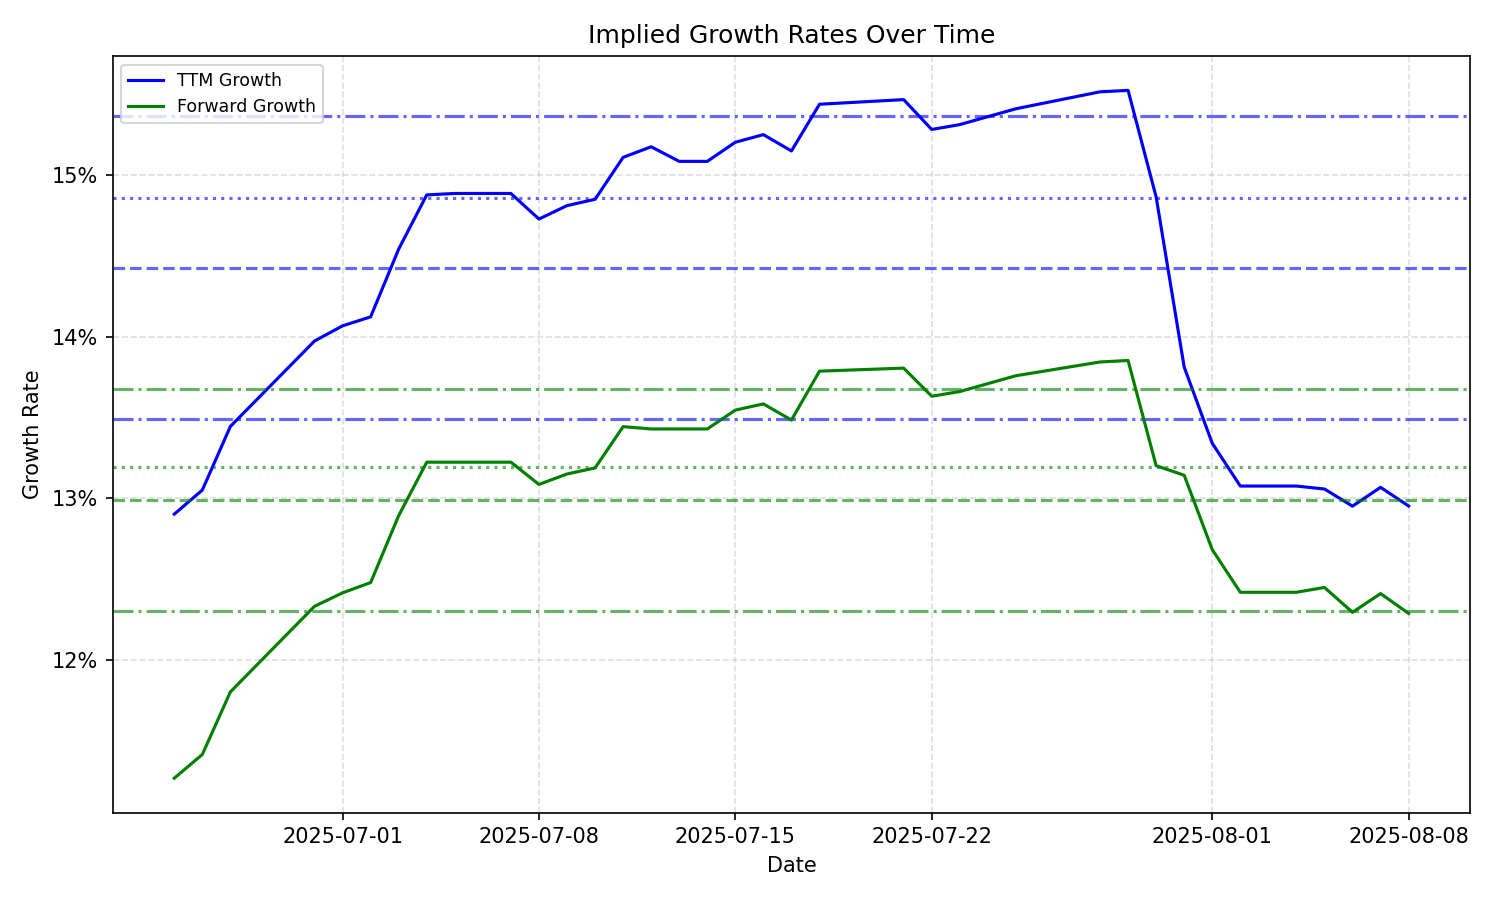 Implied Growth Rates Over Time
TTM Growth
Forward Growth
15%
14%
13%
12%
Growth Rate
2025-07-01
2025-07-08
2025-07-15
2025-07-22
2025-08-01
2025-08-08
Date